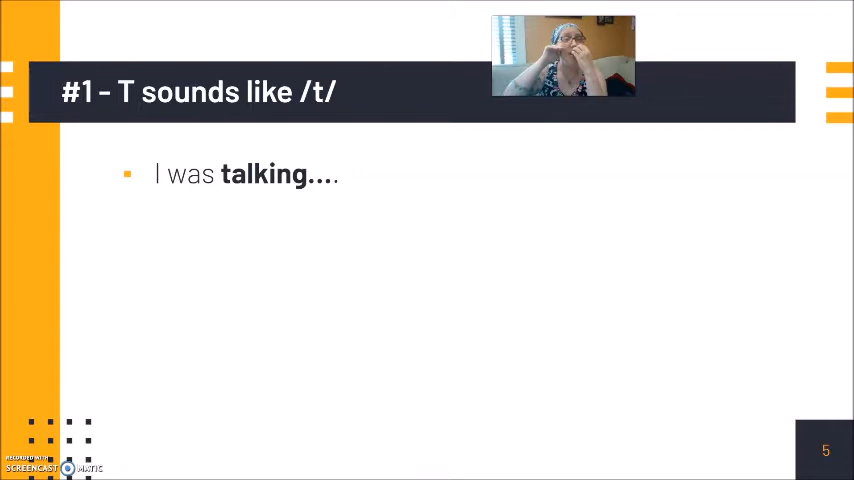 #1 - T sounds like /t/
I was talking….
5
RECORDED WITH
SCREENCAST MATIC